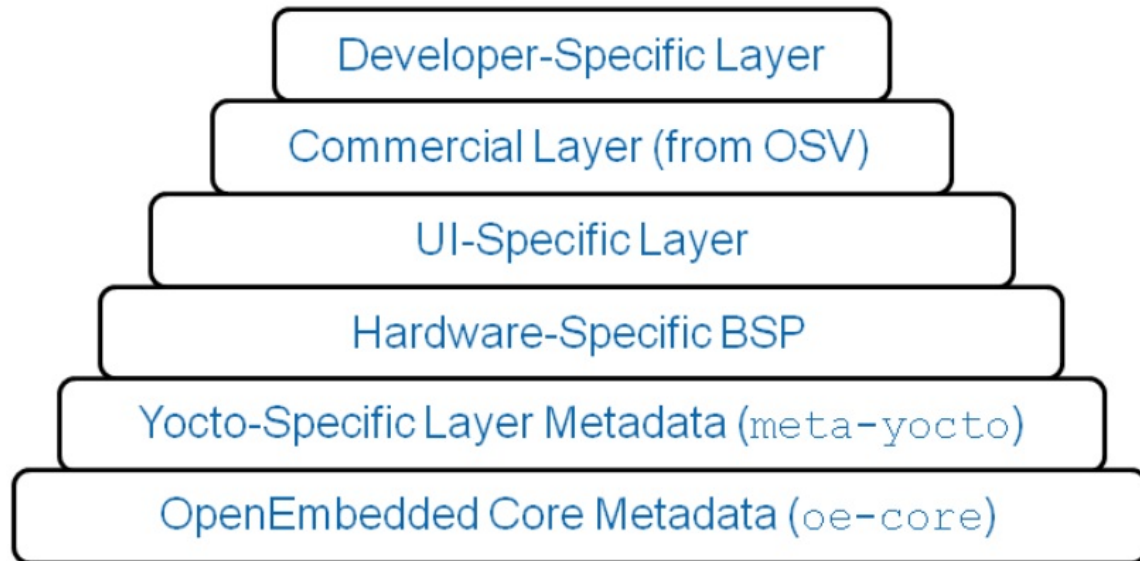 Developer-Specific Layer
Commercial Layer (from OSV)
UI-Specific Layer
Hardware-Specific BSP
Yocto-Specific Layer Metadata (meta-yocto)
OpenEmbedded Core Metadata (oe-core)